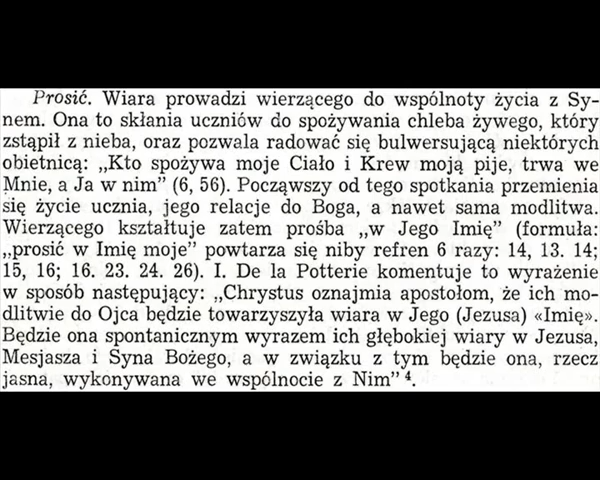 Prosić. Wiara prowadzi wierzącego do wspólnoty życia z Sy-
nem. Ona to skłania uczniów do spożywania chleba żywego, który
zstąpił z nieba, oraz pozwala radować się bulwersującą niektórych
obietnicą: „Kto spożywa moje Ciało i Krew moją pije, trwa we
Mnie, a Ja w nim” (6, 56). Począwszy od tego spotkania przemienia
się życie ucznia, jego relacje do Boga, a nawet sama modlitwa.
Wierzącego kształtuje zatem prośba „w Jego Imię” (formuła:
„prosić w Imię moje” powtarza się niby refren 6 razy: 14, 13. 14;
15, 16; 16. 23. 24. 26). I. De la Potterie komentuje to wyrażenie
w sposób następujący: „Chrystus oznajmia apostołom, że ich mo-
dlitwie do Ojca będzie towarzyszyła wiara w Jego (Jezusa) «Imię».
Będzie ona spontanicznym wyrazem ich głębokiej wiary w Jezusa,
Mesjasza i Syna Bożego, a w związku z tym będzie ona, rzecz
jasna, wykonywana we wspólnocie z Nim” ⁴.